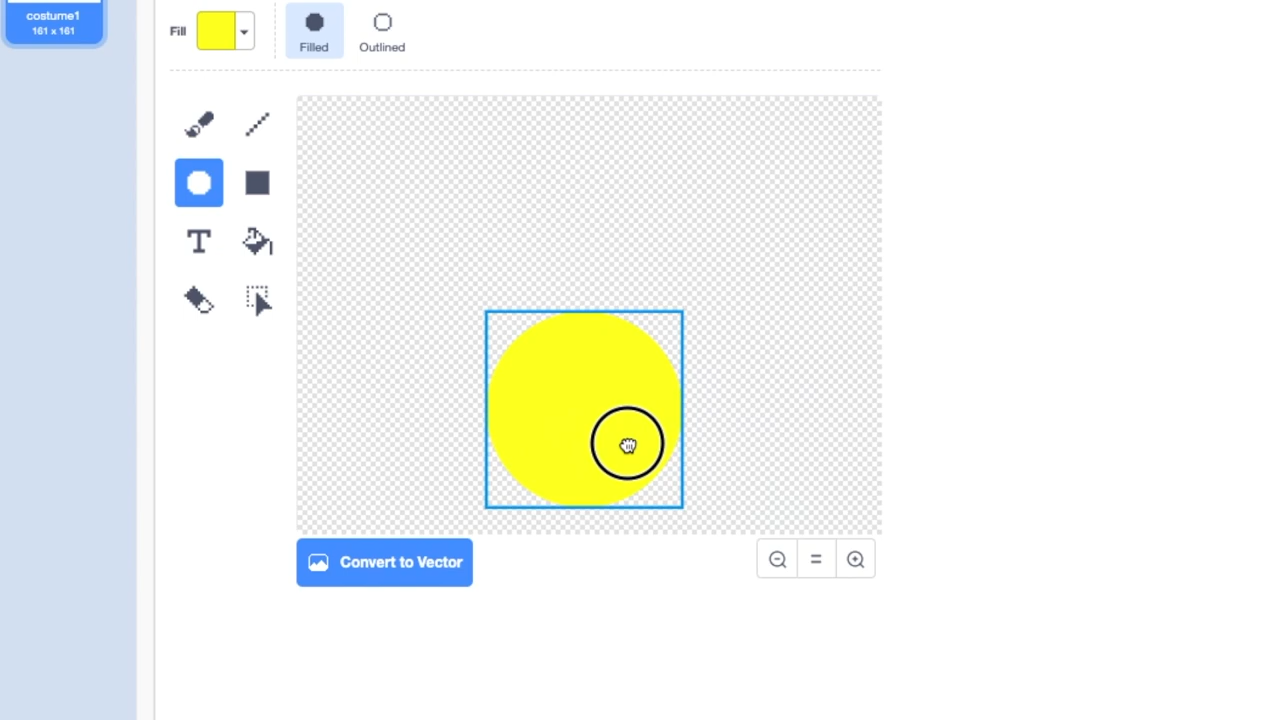 costume1
161 x 161
Fill
Filled
Outlined
T
Convert to Vector